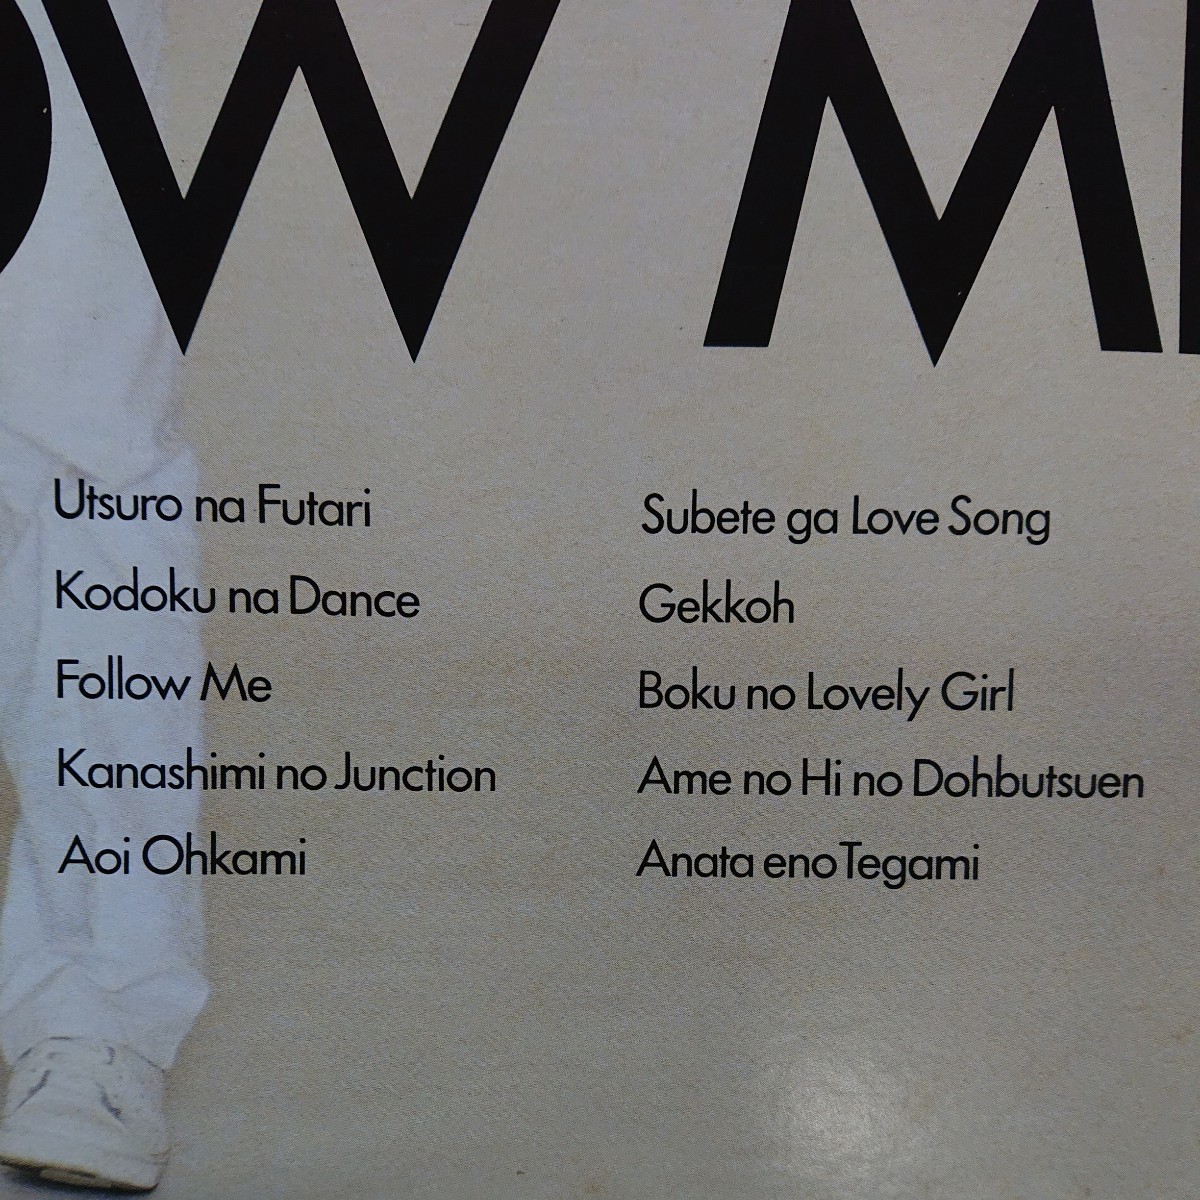 OW ME
Utsuro na Futari
Kodoku na Dance
Follow Me
Kanashimi no Junction
Aoi Ohkami
Subete ga Love Song
Gekkoh
Boku no Lovely Girl
Ame no Hi no Dohbutsuen
Anata eno Tegami